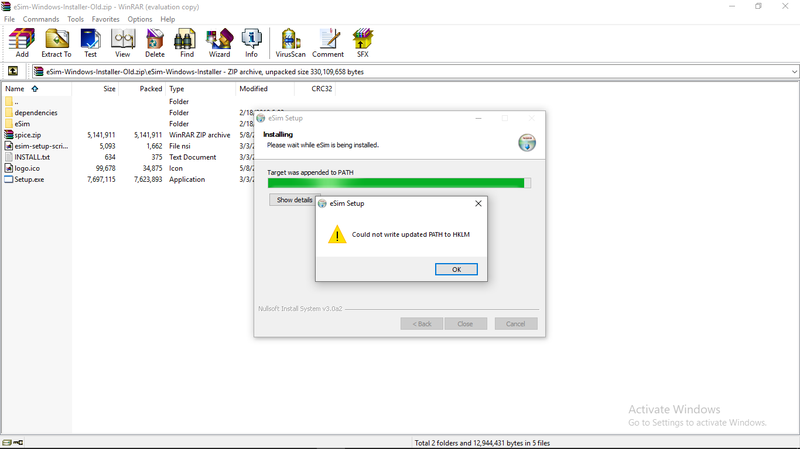 eSim-Windows-Installer-Old.zip - WinRAR (evaluation copy)
File Commands Tools Favorites Options Help
Add Extract To Test View Delete Find Wizard Info VirusScan Comment SFX
eSim-Windows-Installer-Old.zip\eSim-Windows-Installer - ZIP archive, unpacked size 330,109,658 bytes
Name Size Packed Type Modified CRC32
.. Folder
dependencies Folder
eSim Folder 2/18/
spice.zip 5,141,911 5,141,911 WinRAR ZIP archive 5/8/2
esim-setup-scri... 5,093 1,662 File nsi 3/3/2
INSTALL.txt 634 375 Text Document 3/3/2
logo.ico 99,678 34,875 Icon 5/8/2
Setup.exe 7,697,115 7,623,893 Application 3/3/2
eSim Setup
Installing
Please wait while eSim is being installed.
Target was appended to PATH
Show details
eSim Setup
Could not write updated PATH to HKLM
OK
Nullsoft Install System v3.0a2
< Back Close Cancel
Activate Windows
Go to Settings to activate Windows.
Total 2 folders and 12,944,431 bytes in 5 files